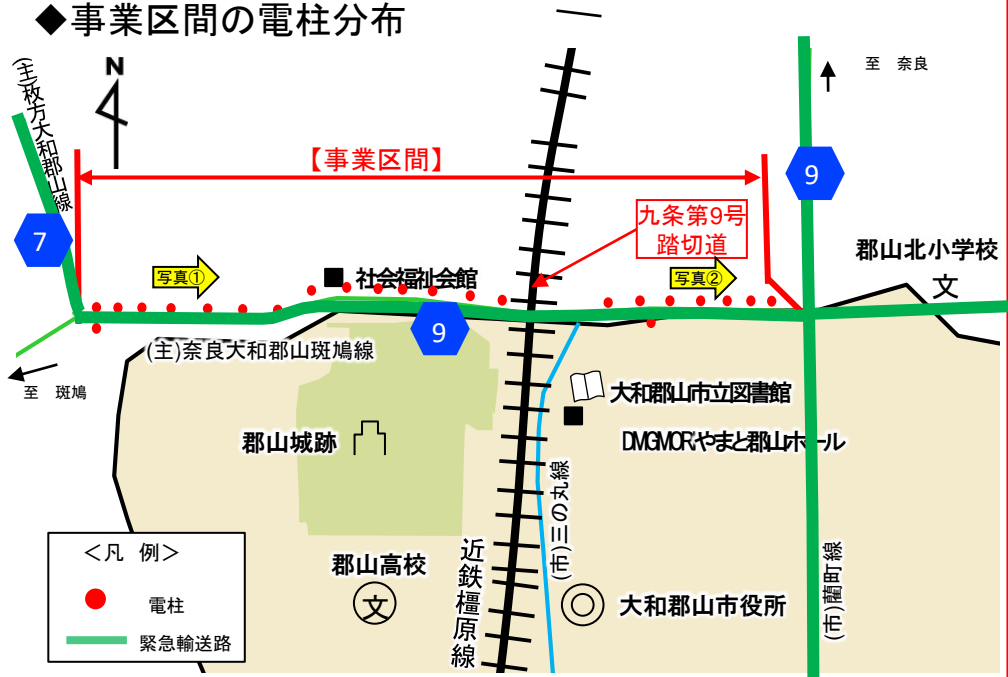 ◆事業区間の電柱分布
至 奈良
N
(主)枚方大和郡山線
【事業区間】
9
7
九条第9号
踏切道
郡山北小学校
文
写真①
社会福祉会館
写真②
9
(主)奈良大和郡山斑鳩線
至 斑鳩
大和郡山市立図書館
郡山城跡
DMGMORIやまと郡山ホール
(市)三の丸線
<凡 例>
電柱
緊急輸送路
郡山高校
文
近鉄橿原線
大和郡山市役所
(市)藺町線